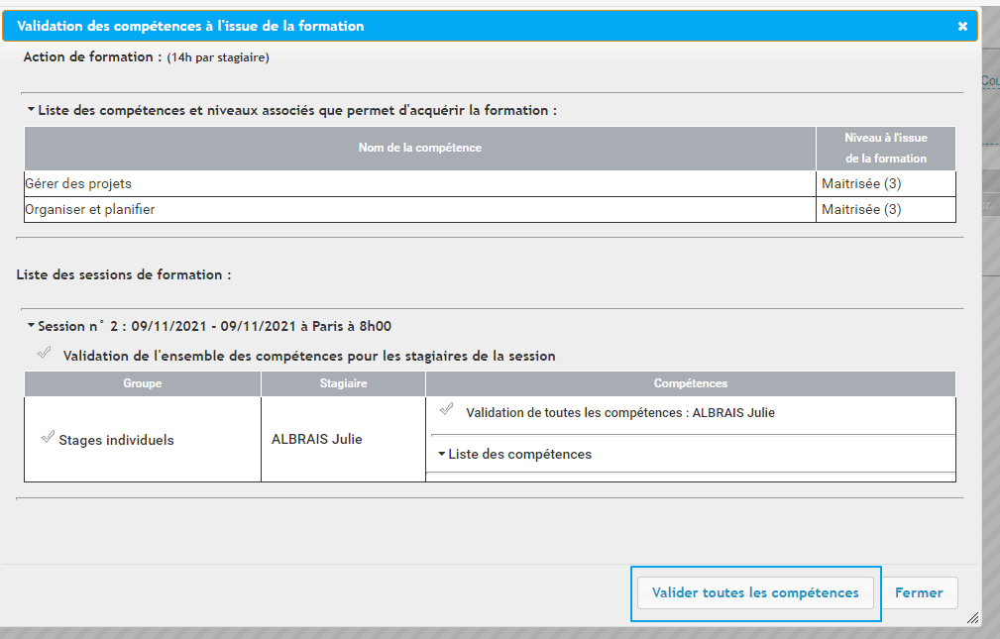 Validation des compétences à l'issue de la formation
Action de formation : (14h par stagiaire)
Cou
Liste des compétences et niveaux associés que permet d'acquérir la formation :
Nom de la compétence
Niveau à l'issue
de la formation
Gérer des projets
Maitrisée (3)
Organiser et planifier
Maitrisée (3)
ur.
Liste des sessions de formation :
Session n° 2 : 09/11/2021 - 09/11/2021 à Paris à 8h00
Validation de l'ensemble des compétences pour les stagiaires de la session
Groupe
Stagiaire
Compétences
Stages individuels
ALBRAIS Julie
Validation de toutes les compétences : ALBRAIS Julie
Liste des compétences
Valider toutes les compétences
Fermer